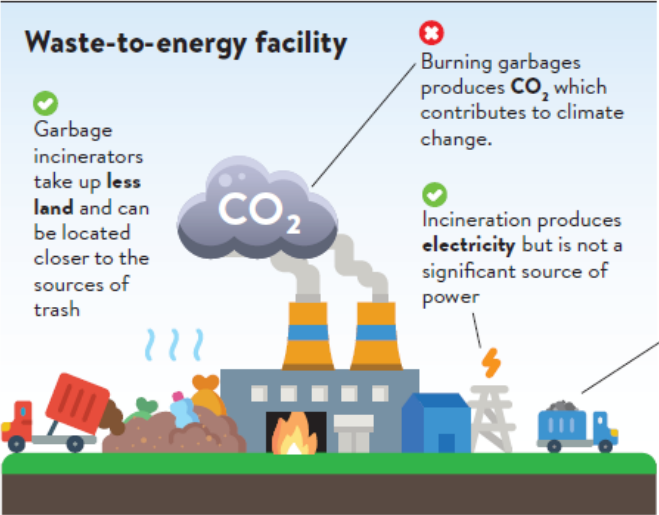 Waste-to-energy facility
Garbage
incinerators
take up less
land and can
be located
closer to the
sources of
trash
CO₂
Burning garbages
produces CO₂ which
contributes to climate
change.
Incineration produces
electricity but is not a
significant source of
power